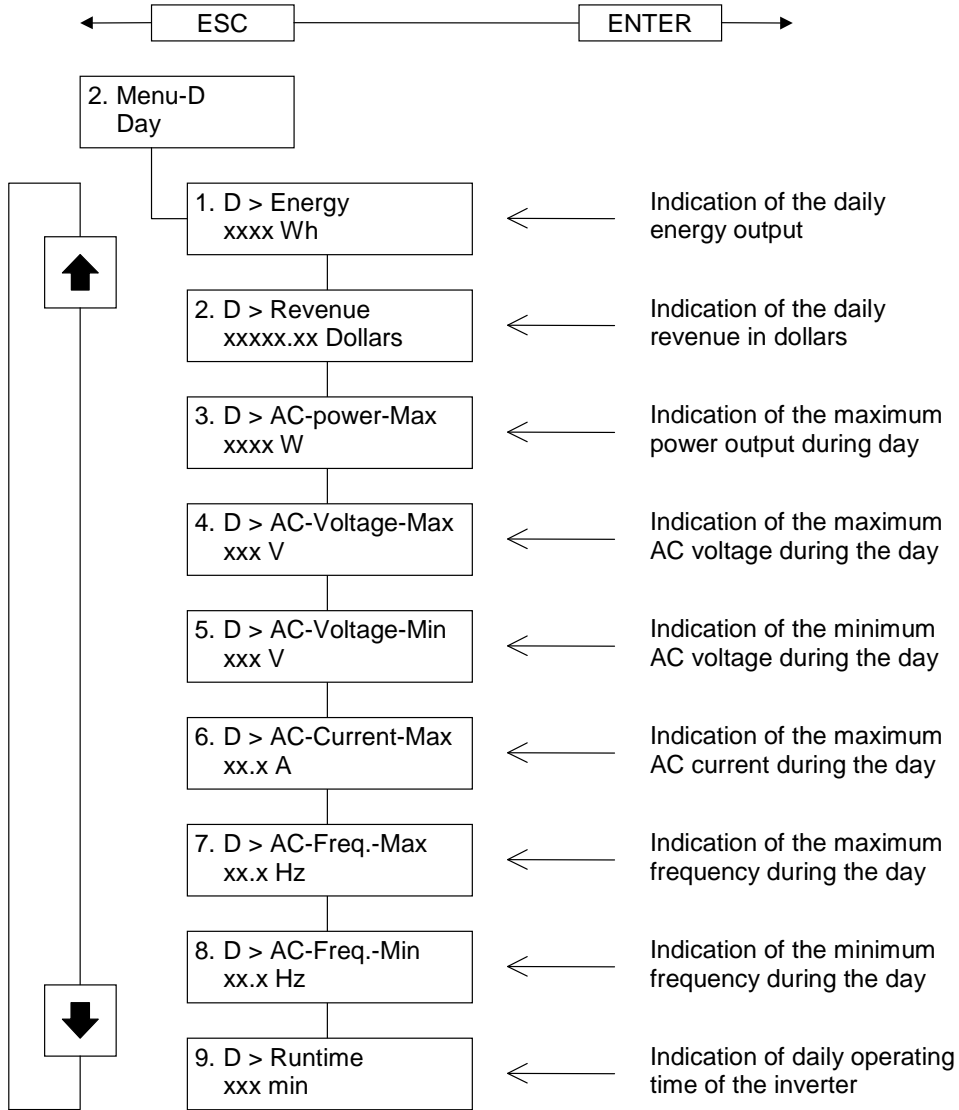 ESC
ENTER
2. Menu-D
Day
1. D > Energy
xxxx Wh
Indication of the daily
energy output
2. D > Revenue
xxxxx.xx Dollars
Indication of the daily
revenue in dollars
3. D > AC-power-Max
xxxx W
Indication of the maximum
power output during day
4. D > AC-Voltage-Max
xxx V
Indication of the maximum
AC voltage during the day
5. D > AC-Voltage-Min
xxx V
Indication of the minimum
AC voltage during the day
6. D > AC-Current-Max
xx.x A
Indication of the maximum
AC current during the day
7. D > AC-Freq.-Max
xx.x Hz
Indication of the maximum
frequency during the day
8. D > AC-Freq.-Min
xx.x Hz
Indication of the minimum
frequency during the day
9. D > Runtime
xxx min
Indication of daily operating
time of the inverter